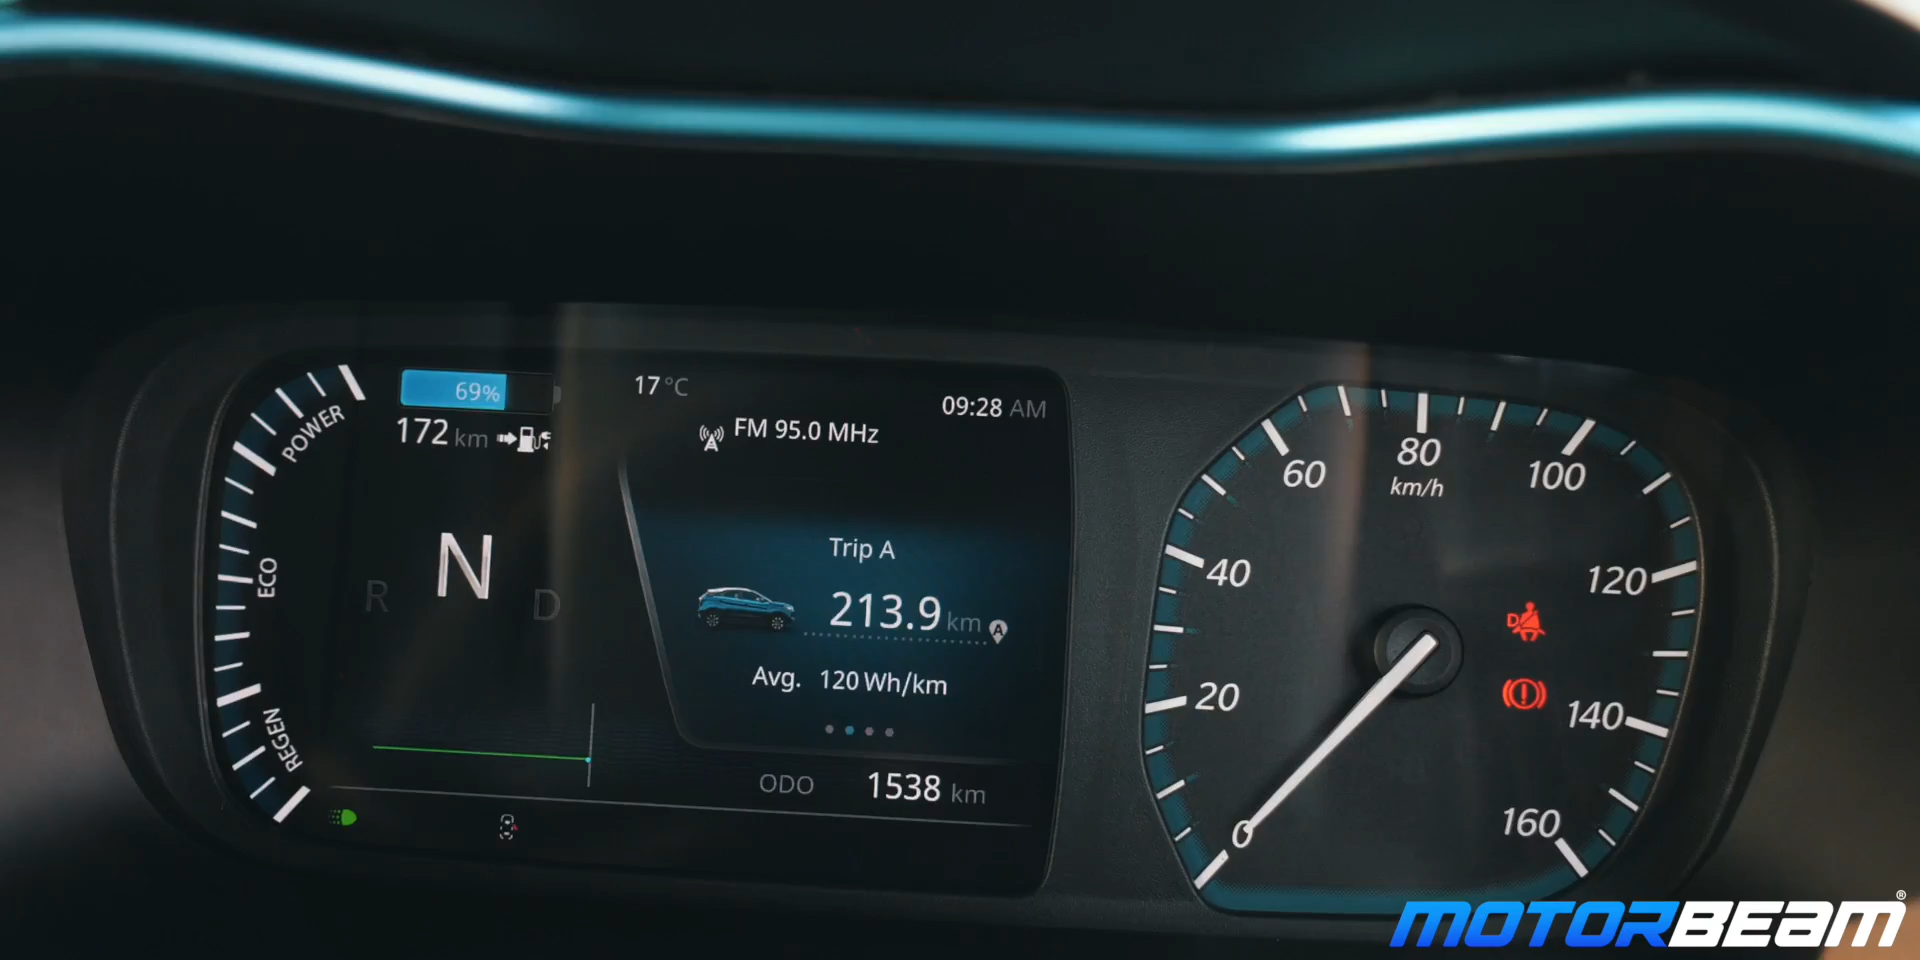 69%
17°C
09:28 AM
172 km
FM 95.0 MHz
POWER
ECO
REGEN
R N D
Trip A
213.9 km A
Avg. 120 Wh/km
ODO 1538 km
0
20
40
60
80
km/h
100
120
140
160
D
MOTORBEAM®